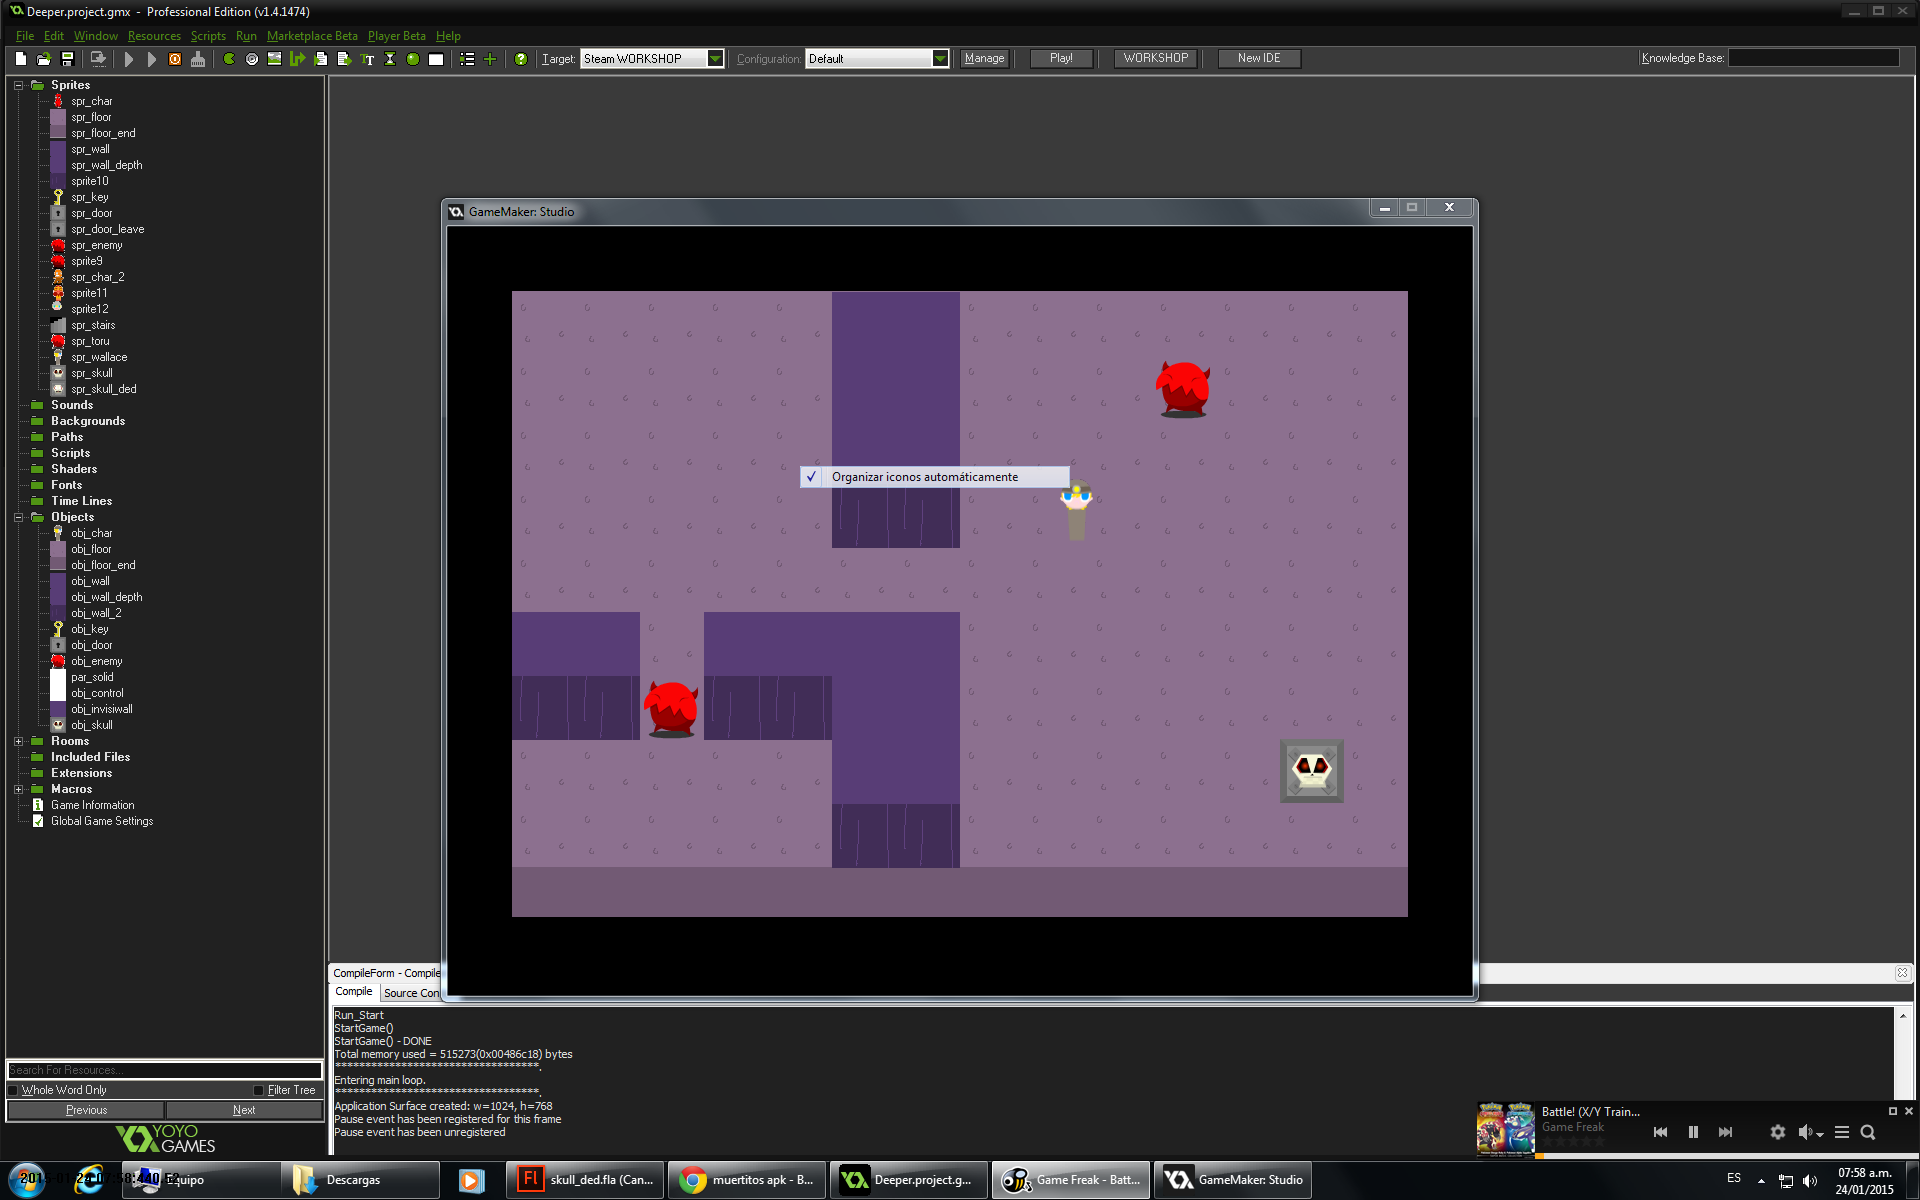 Deeper.project.gmx - Professional Edition (v1.4.1474)
File Edit Window Resources Scripts Run Marketplace Beta Player Beta Help
Target: Steam WORKSHOP Configuration: Default Manage Play! WORKSHOP New IDE Knowledge Base:
Sprites
spr_char
spr_floor
spr_floor_end
spr_wall
spr_wall_depth
sprite10
spr_key
spr_door
spr_door_leave
spr_enemy
sprite9
spr_char_2
sprite11
sprite12
spr_stairs
spr_toru
spr_wallace
spr_skull
spr_skull_ded
Sounds
Backgrounds
Paths
Scripts
Shaders
Fonts
Time Lines
Objects
obj_char
obj_floor
obj_floor_end
obj_wall
obj_wall_depth
obj_wall_2
obj_key
obj_door
obj_enemy
par_solid
obj_control
obj_invisiwall
obj_skull
Rooms
Included Files
Extensions
Macros
Game Information
Global Game Settings
Search For Resources...
Whole Word Only Filter Tree
Previous Next
YOYO
GAMES
GameMaker: Studio
Organizar iconos automáticamente
CompileForm - Compile
Compile Source Con
Run_Start
StartGame()
StartGame() - DONE
Total memory used = 515273(0x00486c18) bytes
**********************************.
Entering main loop.
**********************************.
Application Surface created: w=1024, h=768
Pause event has been registered for this frame
Pause event has been unregistered
Battle! (X/Y Train...
Game Freak
Equipo
Descargas
Fl
skull_ded.fla (Can...
muertitos apk - B...
Deeper.project.g...
Game Freak - Batt...
GameMaker: Studio
ES
07:58 a.m.
24/01/2015